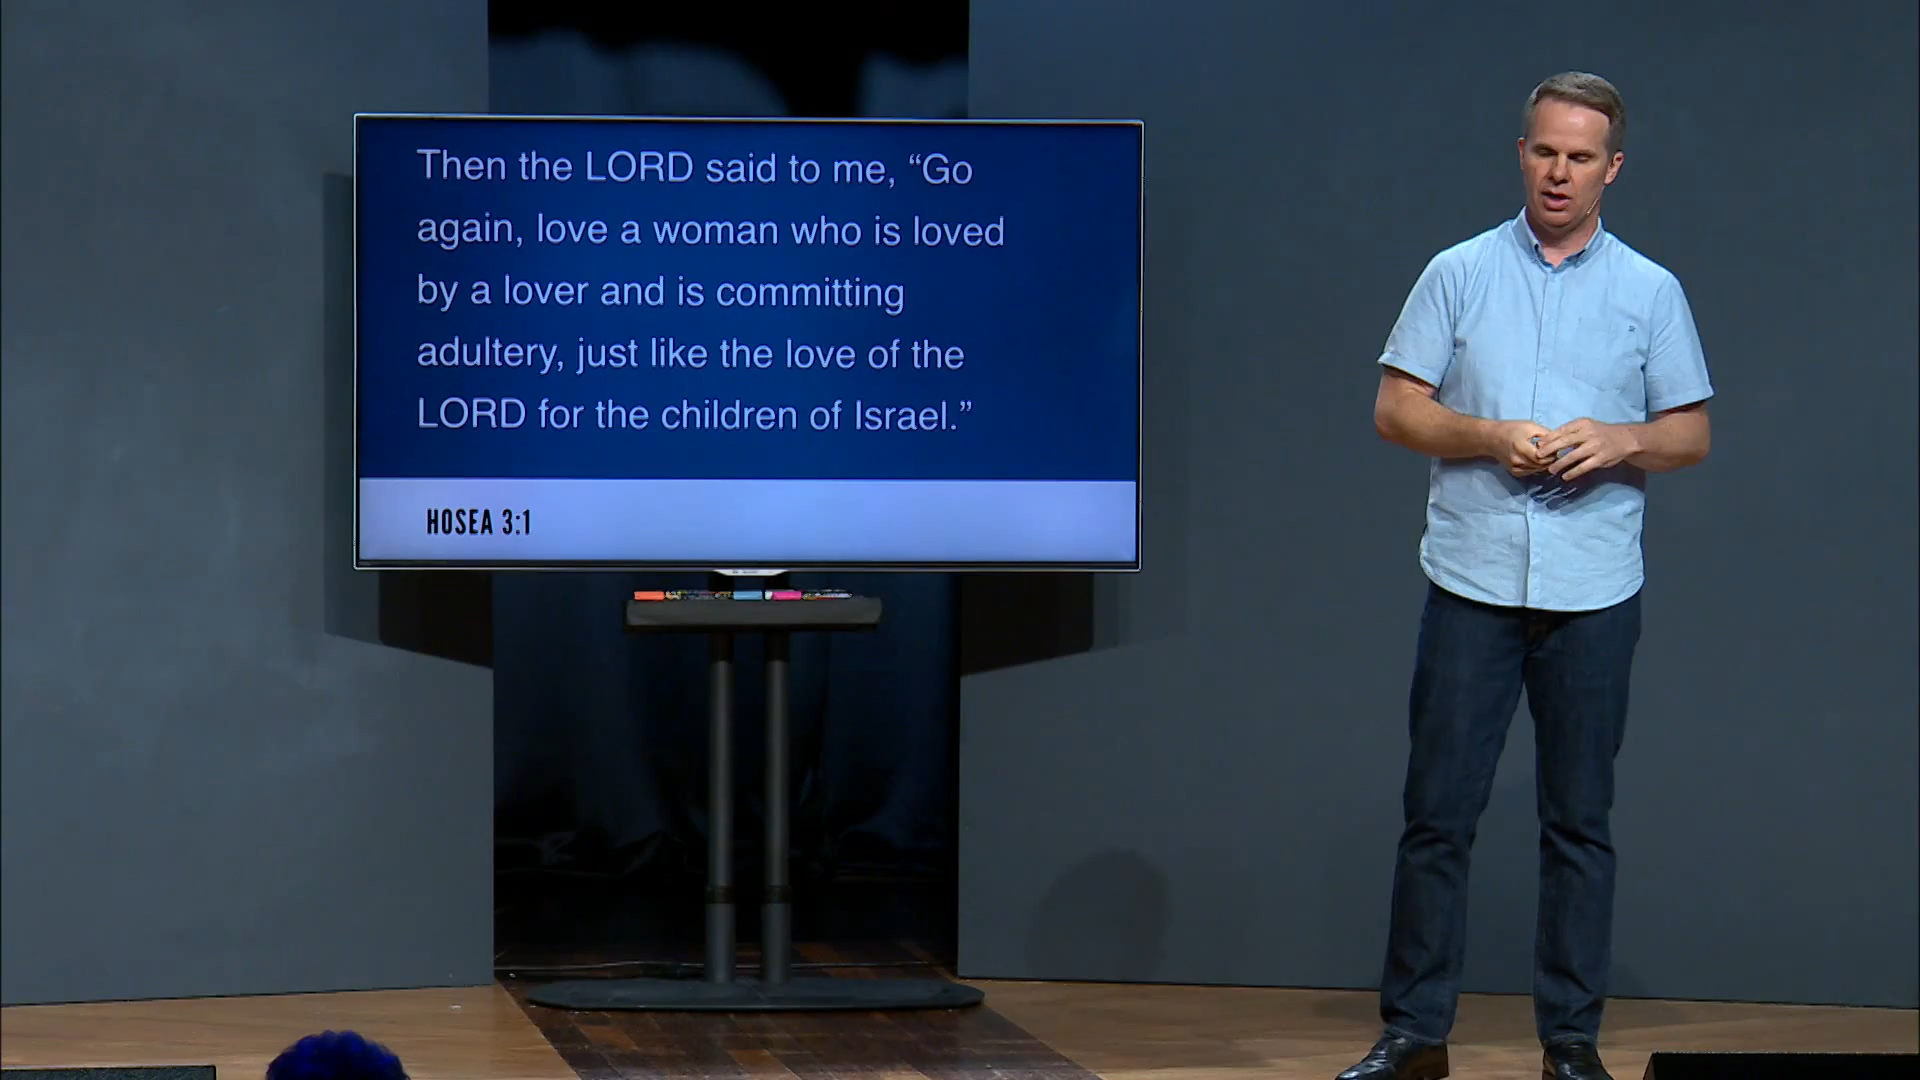 Then the LORD said to me, “Go
again, love a woman who is loved
by a lover and is committing
adultery, just like the love of the
LORD for the children of Israel.”
HOSEA 3:1